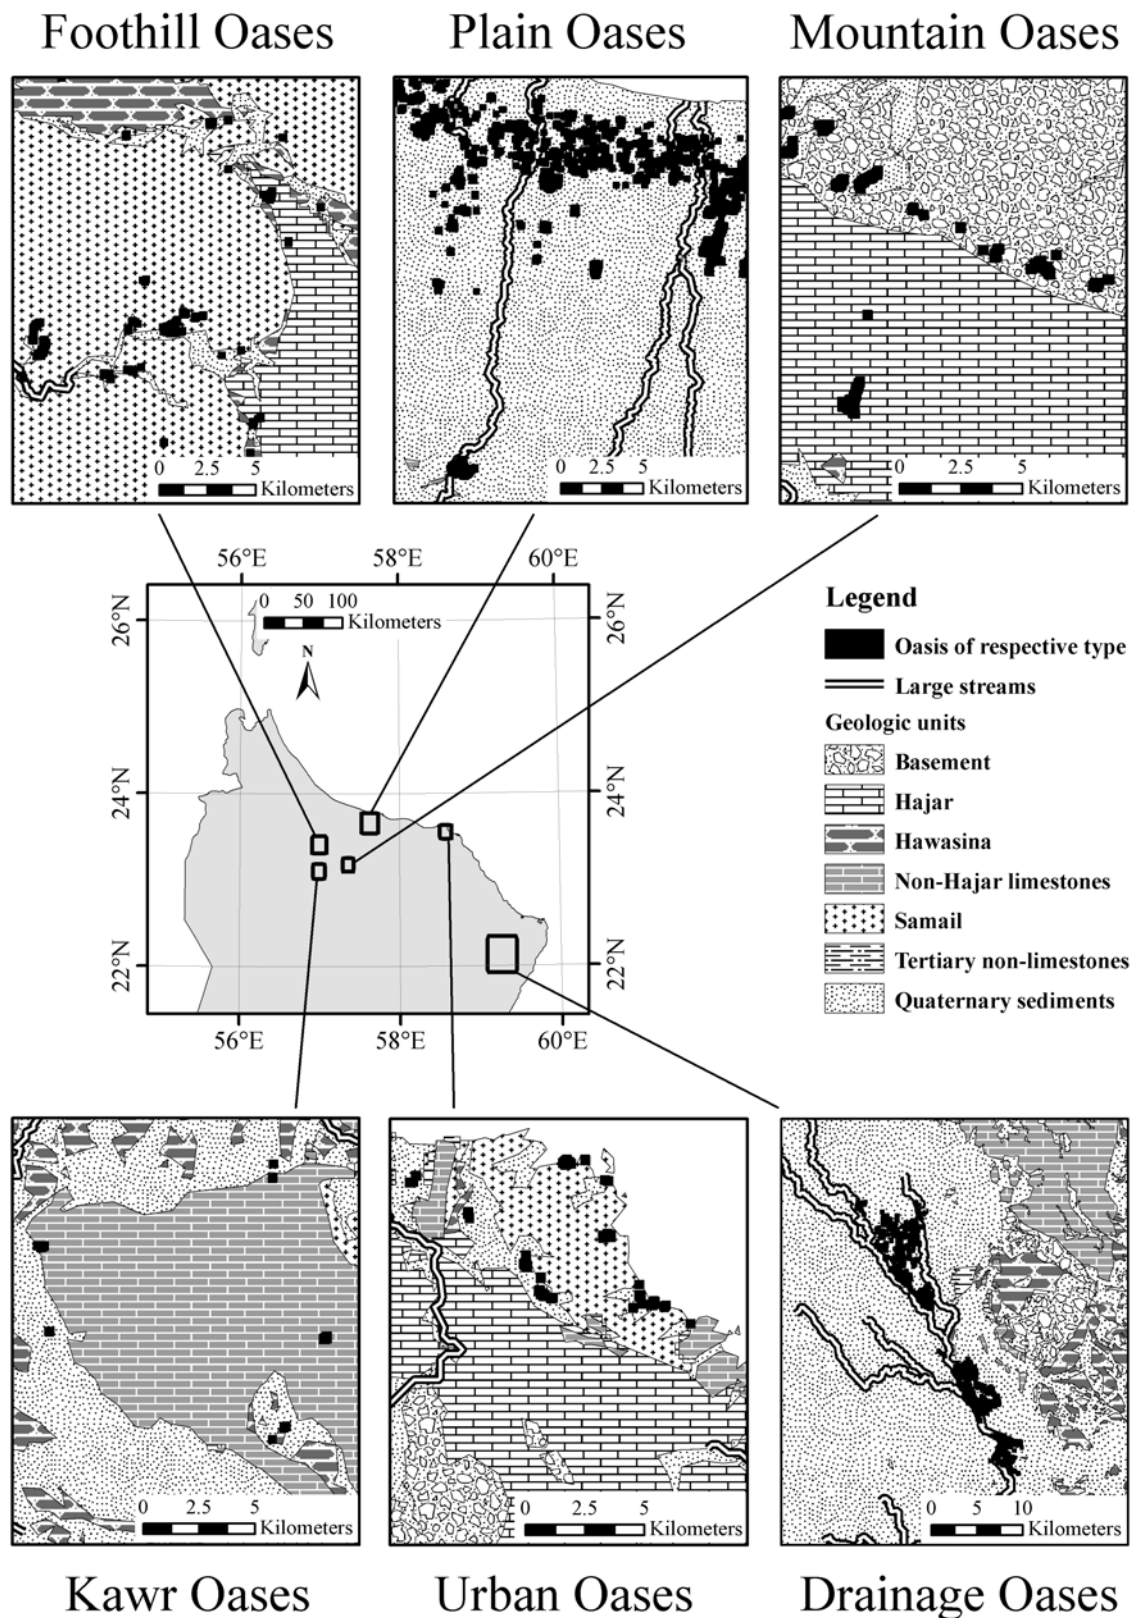 Foothill Oases Plain Oases Mountain Oases
0 2.5 5
Kilometers
0 2.5 5
Kilometers
0 2.5 5
Kilometers
56°E 58°E 60°E
26°N
0 50 100
Kilometers
26°N
N
24°N
24°N
22°N
22°N
56°E 58°E 60°E
Legend
Oasis of respective type
Large streams
Geologic units
Basement
Hajar
Hawasina
Non-Hajar limestones
Samail
Tertiary non-limestones
Quaternary sediments
0 2.5 5
Kilometers
0 2.5 5
Kilometers
0 5 10
Kilometers
Kawr Oases Urban Oases Drainage Oases